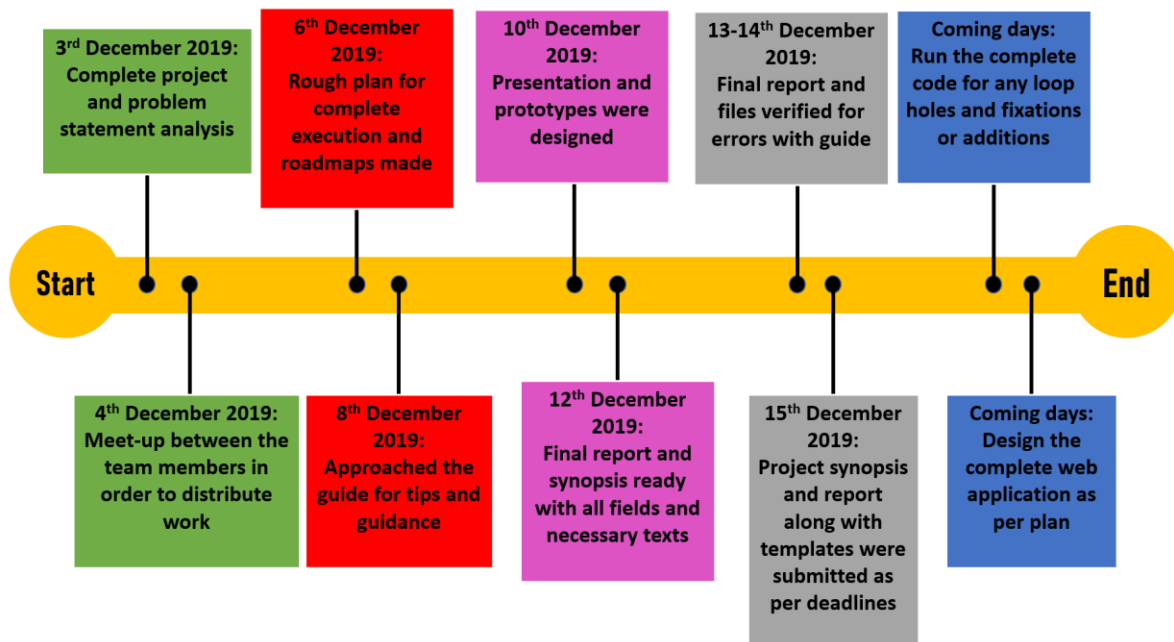 3rd December 2019:
Complete project
and problem
statement analysis
6th December
2019:
Rough plan for
complete
execution and
roadmaps made
10th December
2019:
Presentation and
prototypes were
designed
13-14th December
2019:
Final report and
files verified for
errors with guide
Coming days:
Run the complete
code for any loop
holes and fixations
or additions
Start
End
4th December 2019:
Meet-up between the
team members in
order to distribute
work
8th December
2019:
Approached the
guide for tips and
guidance
12th December
2019:
Final report and
synopsis ready
with all fields and
necessary texts
15th December
2019:
Project synopsis
and report
along with
templates were
submitted as
per deadlines
Coming days:
Design the
complete web
application as
per plan